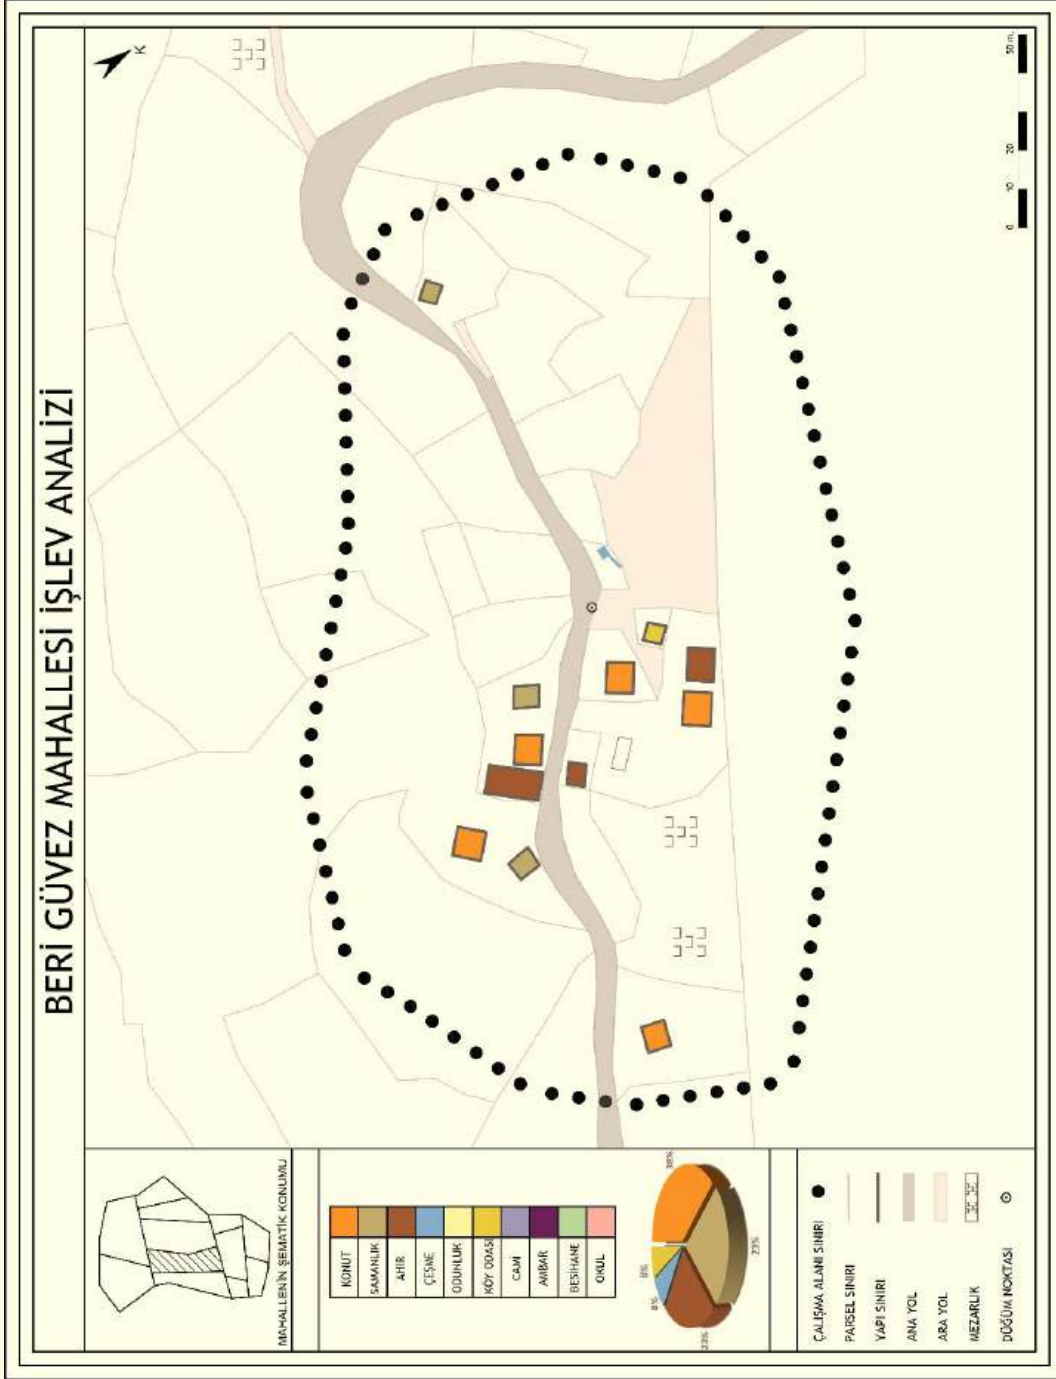 BERİ GÜVEZ MAHALLESİ İŞLEV ANALİZİ
K
MAHALLENİN ŞEMATİK KONUMU
KONUT
SAMANLIK
AHIR
ÇEŞME
ODUNLUK
KÖY ODASI
CAMİ
AMBAR
BESİHANE
OKUL
38%
23%
23%
8%
8%
ÇALIŞMA ALANI SINIRI
PARSEL SINIRI
YAPI SINIRI
ANA YOL
ARA YOL
MEZARLIK
DÜĞÜM NOKTASI
0 10 20 50 m.